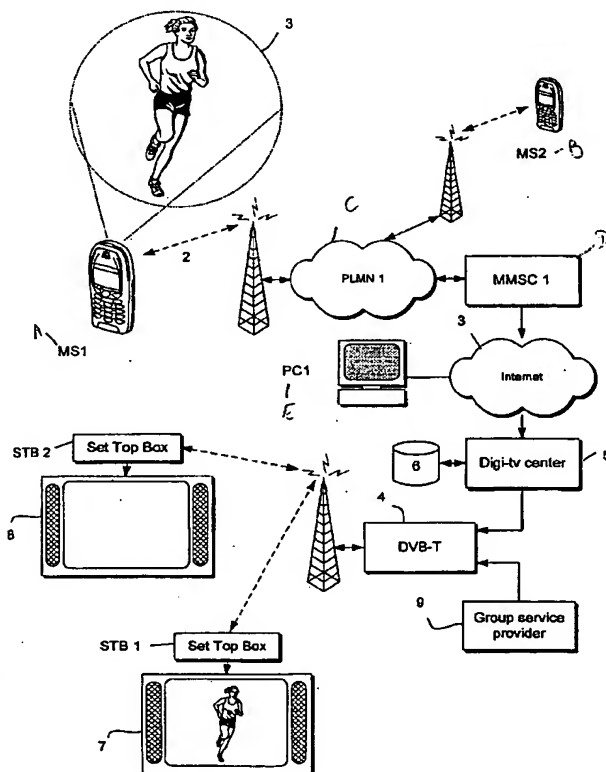 3
MS2 - B
C
2
PLMN 1
MMSC 1
A
MS1
3
PC1
Internet
E
STB 2
Set Top Box
6
Digi-tv center
5
8
4
DVB-T
9
Group service
provider
STB 1
Set Top Box
7